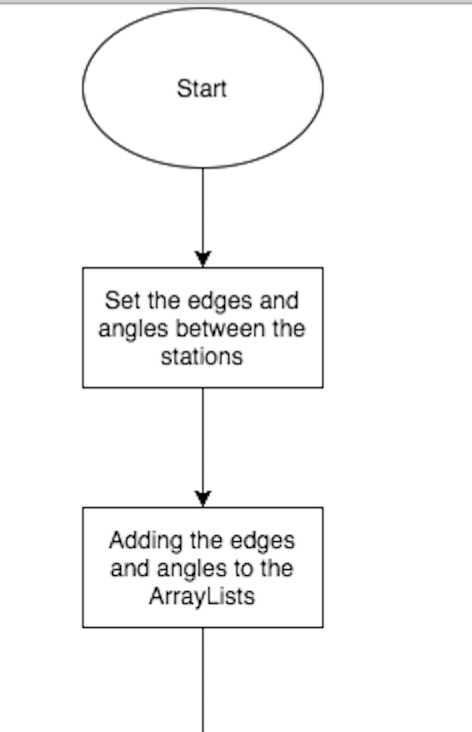 Start
Set the edges and
angles between the
stations
Adding the edges
and angles to the
ArrayLists